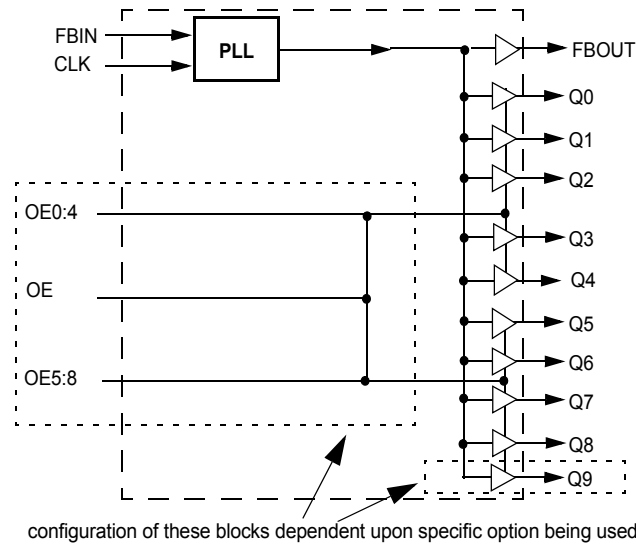 FBIN
CLK
PLL
FBOUT
Q0
Q1
Q2
OE0:4
Q3
Q4
OE
Q5
Q6
OE5:8
Q7
Q8
Q9
configuration of these blocks dependent upon specific option being used